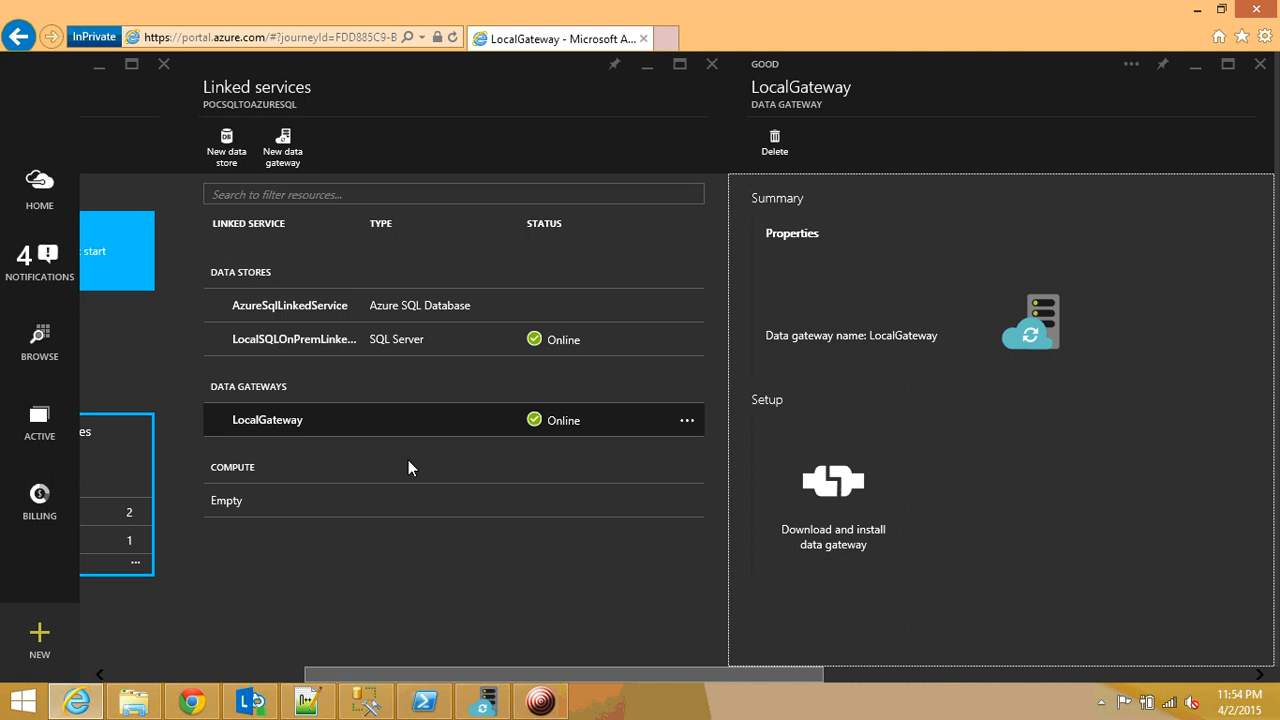 InPrivate
https://portal.azure.com/#?journeyId=FDD885C9-B
LocalGateway - Microsoft A...
HOME
4
NOTIFICATIONS
BROWSE
ACTIVE
BILLING
NEW
start
es
2
1
...
Linked services
POCSQLTOAZURESQL
New data
store
New data
gateway
Search to filter resources...
LINKED SERVICE TYPE STATUS
DATA STORES
AzureSqlLinkedService Azure SQL Database
LocalSQLOnPremLinke... SQL Server Online
DATA GATEWAYS
LocalGateway Online ...
COMPUTE
Empty
GOOD
LocalGateway
DATA GATEWAY
Delete
Summary
Properties
Data gateway name: LocalGateway
Setup
Download and install
data gateway
11:54 PM
4/2/2015